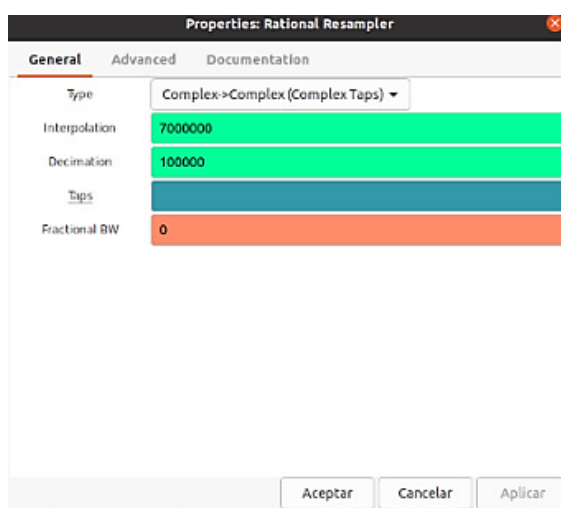 Properties: Rational Resampler
General Advanced Documentation
Type Complex->Complex (Complex Taps)
Interpolation 7000000
Decimation 100000
Taps
Fractional BW 0
Aceptar Cancelar Aplicar